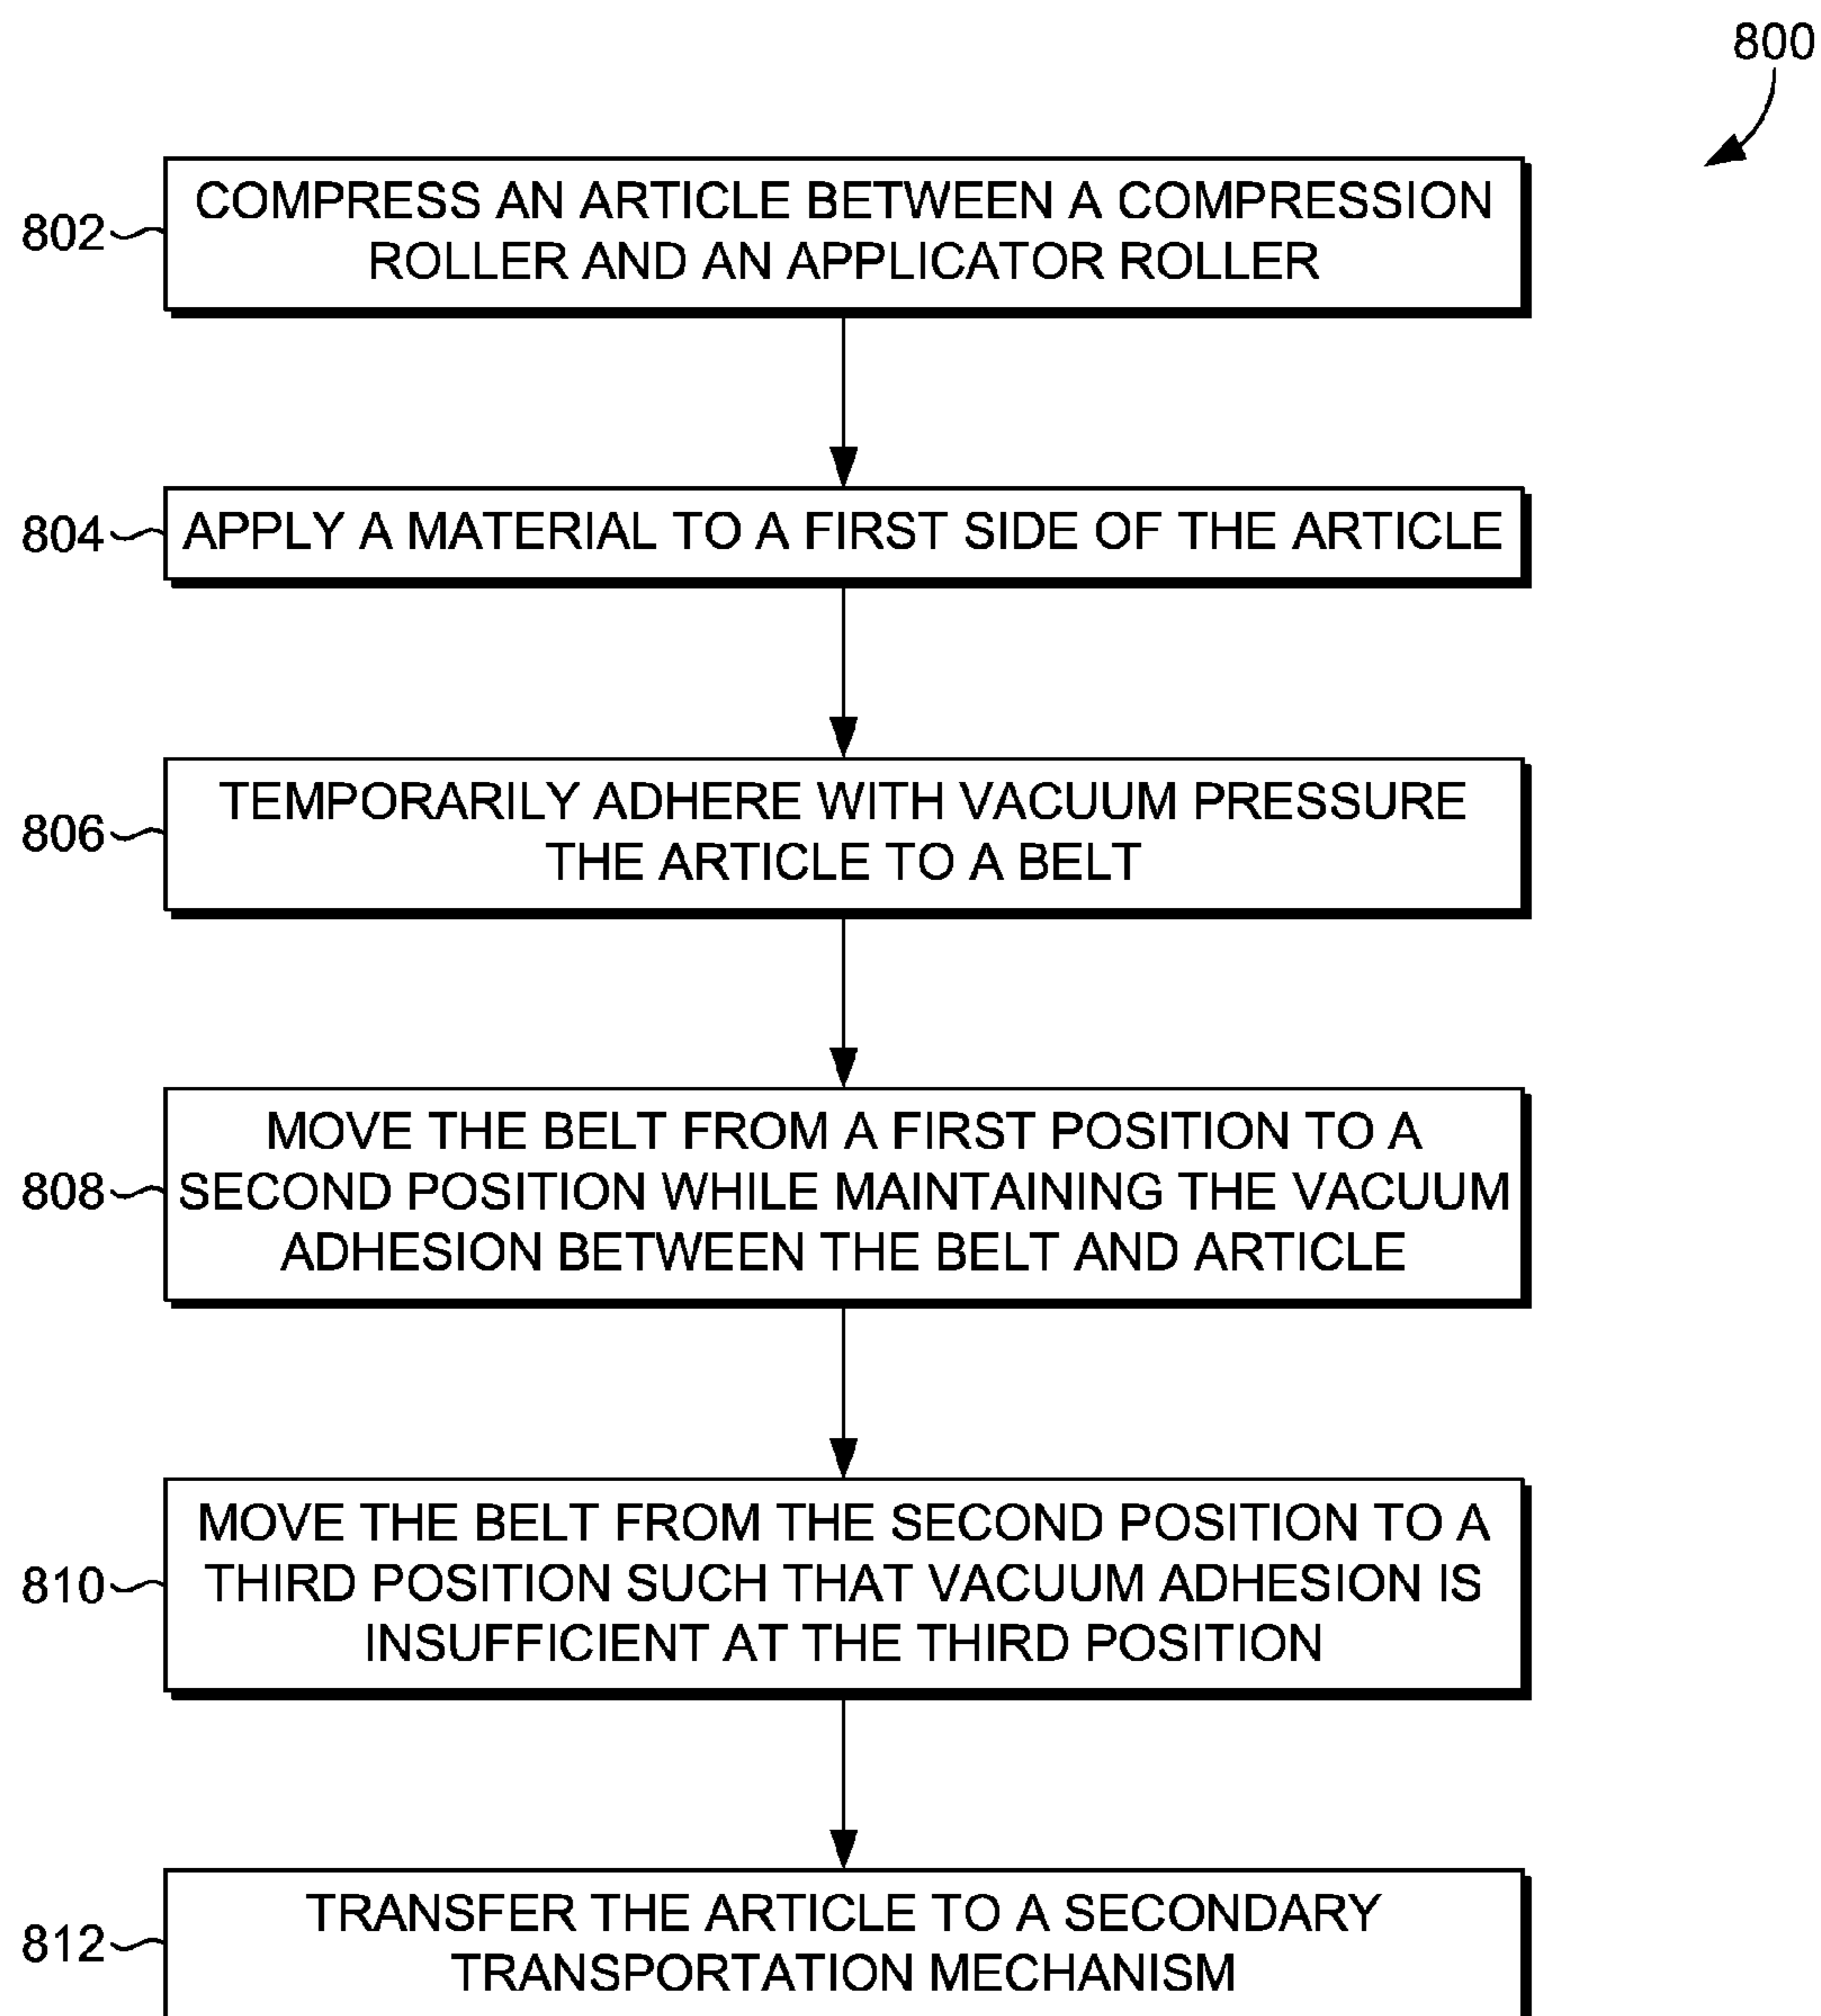 800
802
COMPRESS AN ARTICLE BETWEEN A COMPRESSION
ROLLER AND AN APPLICATOR ROLLER
804
APPLY A MATERIAL TO A FIRST SIDE OF THE ARTICLE
806
TEMPORARILY ADHERE WITH VACUUM PRESSURE
THE ARTICLE TO A BELT
808
MOVE THE BELT FROM A FIRST POSITION TO A
SECOND POSITION WHILE MAINTAINING THE VACUUM
ADHESION BETWEEN THE BELT AND ARTICLE
810
MOVE THE BELT FROM THE SECOND POSITION TO A
THIRD POSITION SUCH THAT VACUUM ADHESION IS
INSUFFICIENT AT THE THIRD POSITION
812
TRANSFER THE ARTICLE TO A SECONDARY
TRANSPORTATION MECHANISM